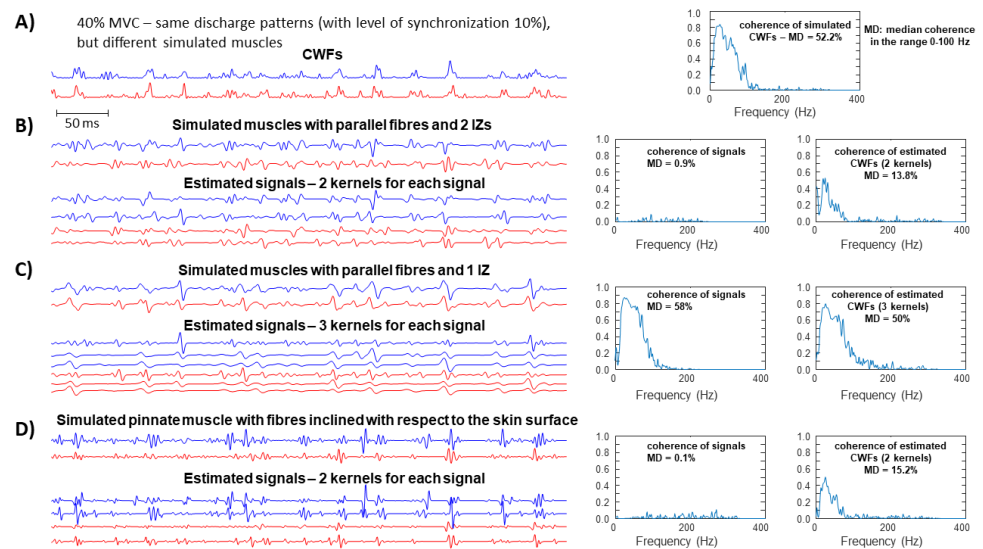 A)
40% MVC – same discharge patterns (with level of synchronization 10%),
but different simulated muscles
CWFs
50 ms
1.0
0.8
0.6
0.4
0.2
0.0
coherence of simulated
CWFs – MD = 52.2%
0
200
400
Frequency (Hz)
MD: median coherence
in the range 0-100 Hz
B)
Simulated muscles with parallel fibres and 2 IZs
Estimated signals – 2 kernels for each signal
1.0
0.8
0.6
0.4
0.2
0.0
coherence of signals
MD = 0.9%
0
200
400
Frequency (Hz)
1.0
0.8
0.6
0.4
0.2
0.0
coherence of estimated
CWFs (2 kernels)
MD = 13.8%
0
200
400
Frequency (Hz)
C)
Simulated muscles with parallel fibres and 1 IZ
Estimated signals – 3 kernels for each signal
1.0
0.8
0.6
0.4
0.2
0.0
coherence of signals
MD = 58%
0
200
400
Frequency (Hz)
1.0
0.8
0.6
0.4
0.2
0.0
coherence of estimated
CWFs (3 kernels)
MD = 50%
0
200
400
Frequency (Hz)
D)
Simulated pinnate muscle with fibres inclined with respect to the skin surface
Estimated signals – 2 kernels for each signal
1.0
0.8
0.6
0.4
0.2
0.0
coherence of signals
MD = 0.1%
0
200
400
Frequency (Hz)
1.0
0.8
0.6
0.4
0.2
0.0
coherence of estimated
CWFs (2 kernels)
MD = 15.2%
0
200
400
Frequency (Hz)